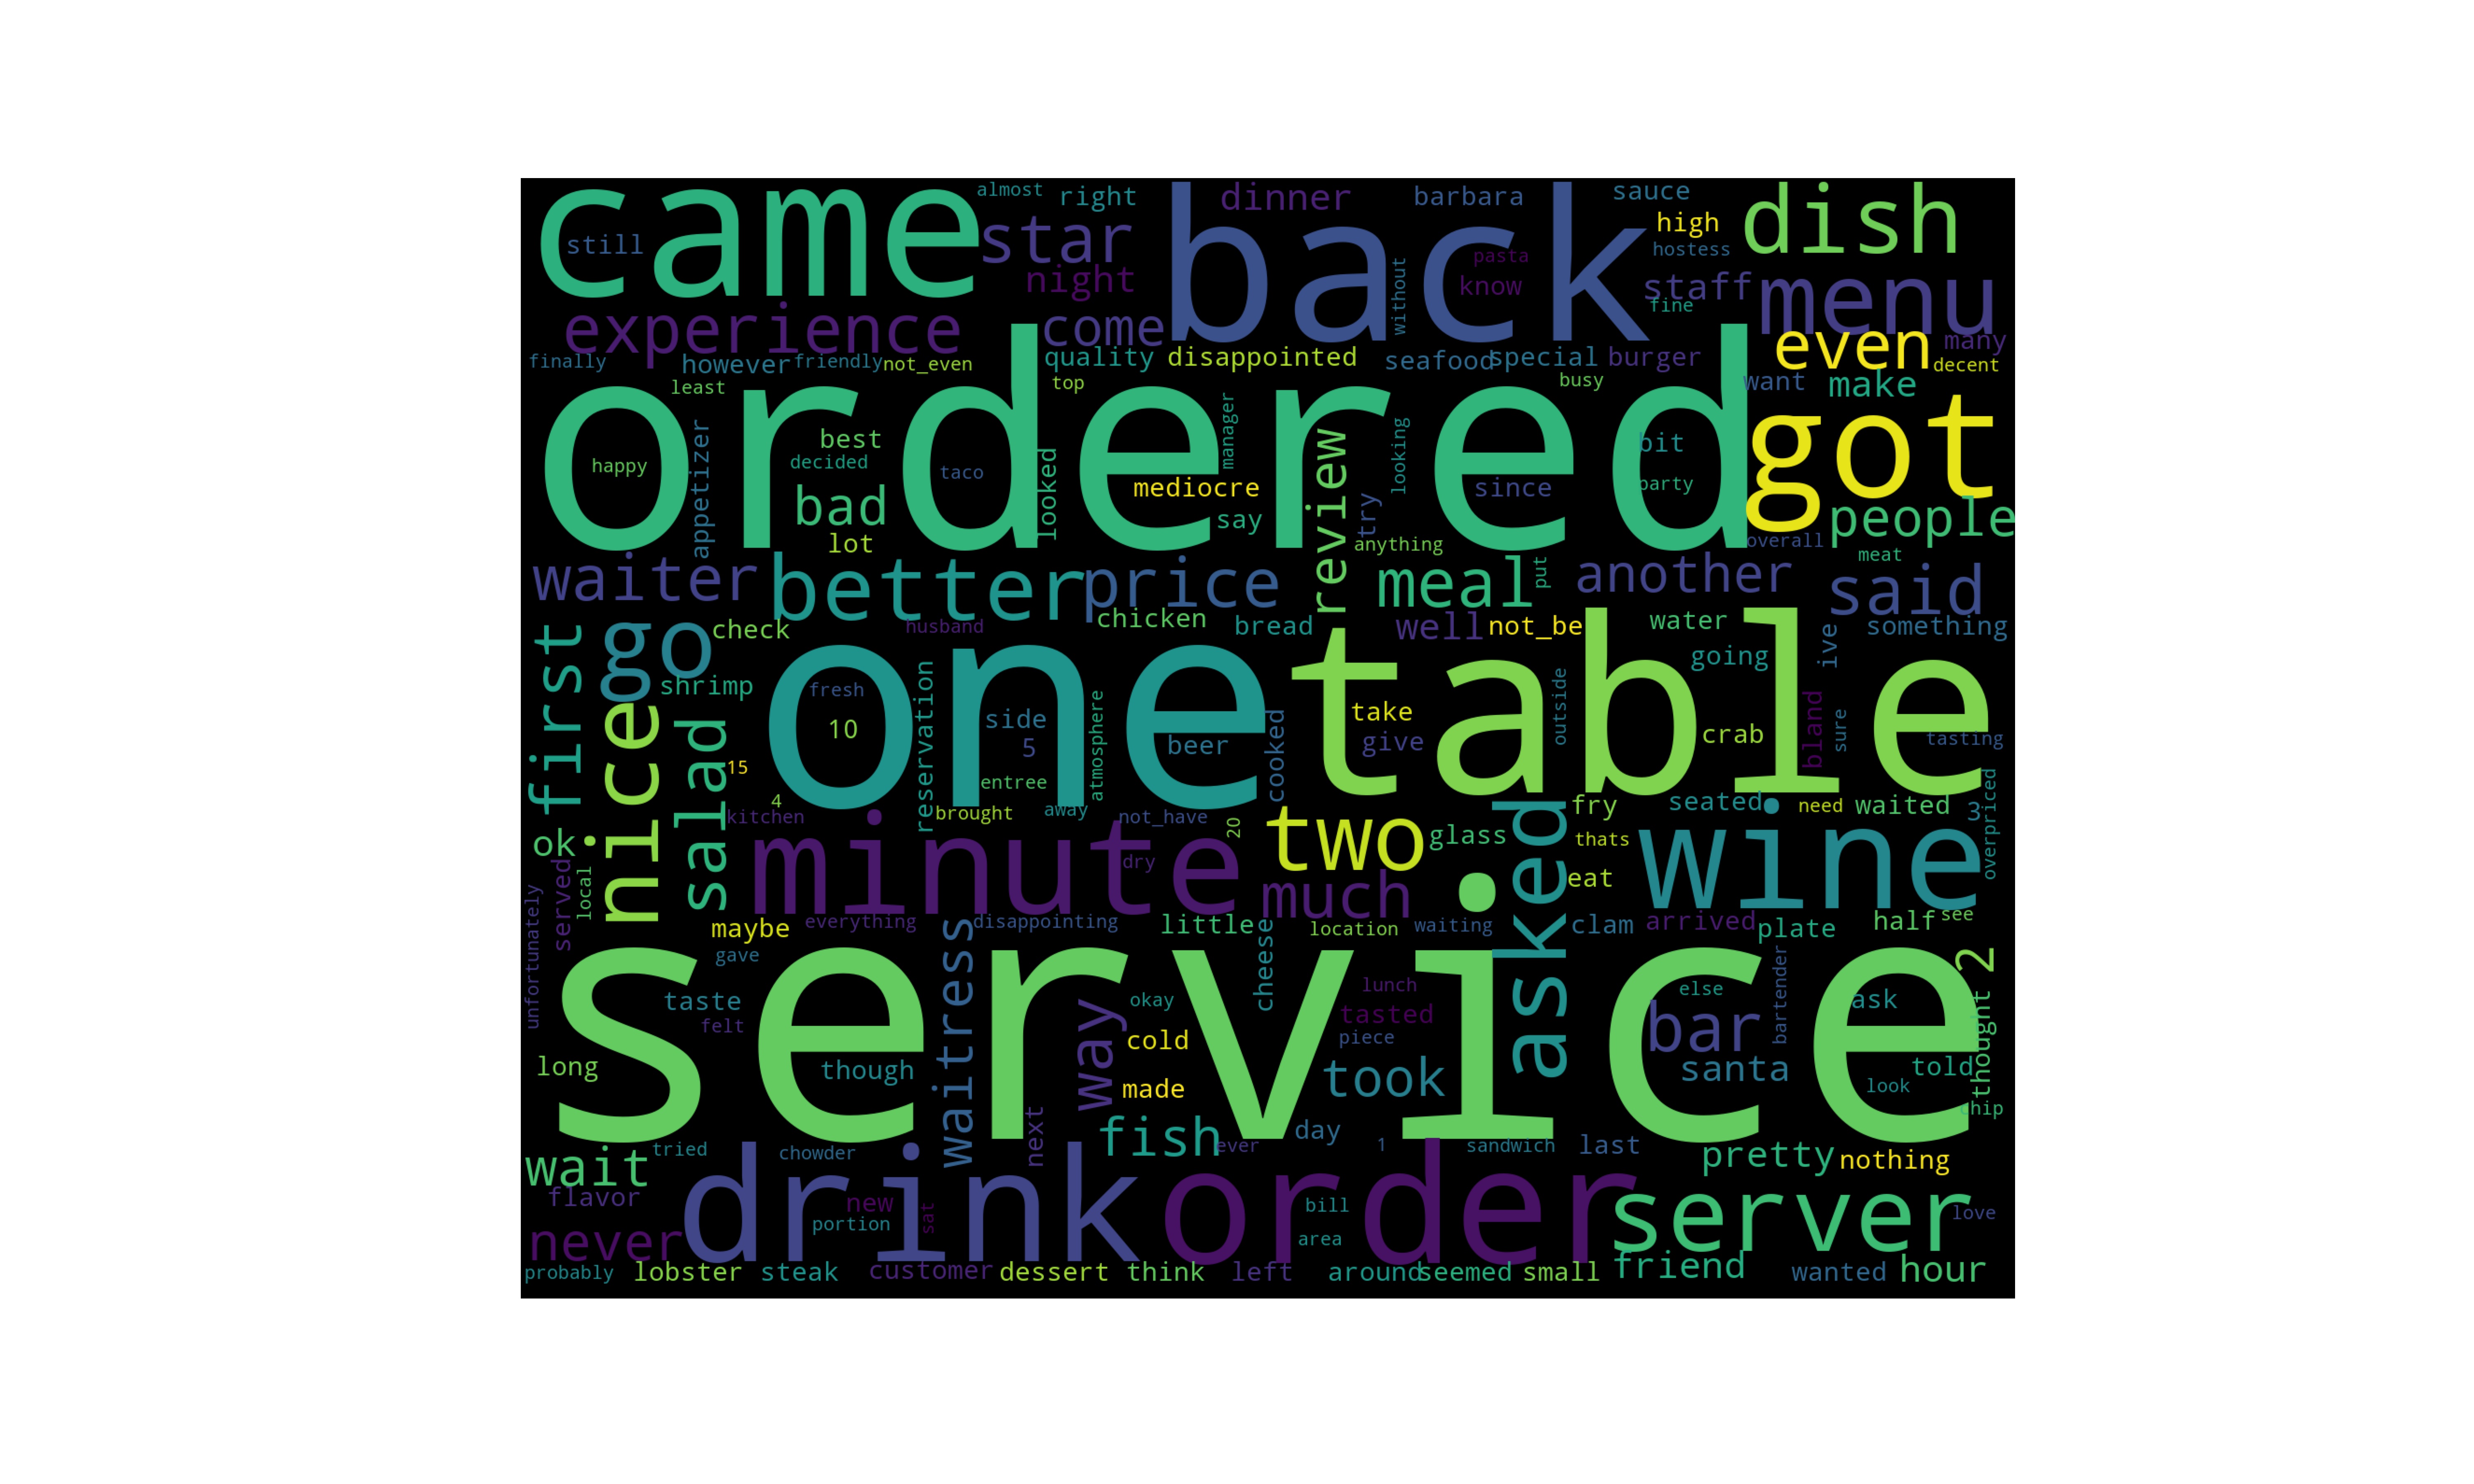 came
back
dish
almost
right
dinner
barbara
sauce
still
star
high
hostess
night
pasta
know
without
staff
fine
menu
experience
come
even
many
finally
however
friendly
not_even
quality
disappointed
seafood
special
burger
decent
least
top
busy
want
make
ordered
got
happy
appetizer
best
decided
taco
looked
manager
mediocre
say
review
try
looking
since
bit
party
bad
lot
anything
people
overall
meat
waiter
better
price
meal
put
another
said
first
go
check
husband
chicken
bread
well
not_be
water
ive
something
nice
shrimp
salad
one
table
fresh
10
reservation
side
5
atmosphere
beer
cooked
take
give
outside
going
crab
bland
sure
tasting
15
entree
4
kitchen
brought
away
not_have
20
two
glass
fry
seated
need
waited
3
overpriced
ok
minute
dry
much
asked
thats
eat
wine
unfortunately
served
local
maybe
everything
disappointing
little
location
waiting
clam
arrived
plate
half
see
service
gave
waitress
cheese
bartender
2
taste
felt
way
okay
lunch
tasted
piece
else
ask
bar
thought
long
though
cold
made
took
santa
told
look
chip
fish
next
day
ever
1
sandwich
last
pretty
nothing
wait
tried
chowder
drink
order
server
flavor
new
portion
sat
bill
area
love
never
probably
lobster
steak
customer
dessert
think
left
around
seemed
small
friend
wanted
hour